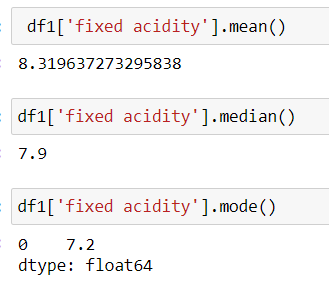 df1['fixed acidity'].mean()
8.319637273295838
df1['fixed acidity'].median()
7.9
df1['fixed acidity'].mode()
0    7.2
dtype: float64